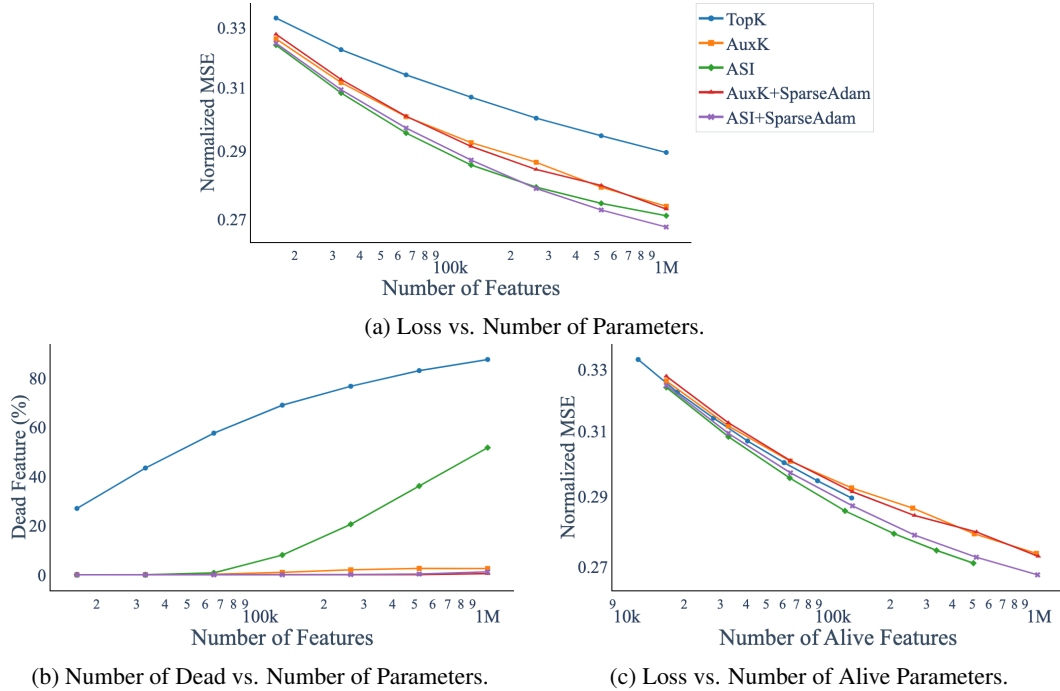 0.33
0.31
0.29
0.27
Normalized MSE
2 3 4 5 6 7 8 9 100k 2 3 4 5 6 7 8 9 1M
Number of Features
TopK
AuxK
ASI
AuxK+SparseAdam
ASI+SparseAdam
(a) Loss vs. Number of Parameters.
80
60
40
20
0
Dead Feature (%)
2 3 4 5 6 7 8 9 100k 2 3 4 5 6 7 8 9 1M
Number of Features
(b) Number of Dead vs. Number of Parameters.
0.33
0.31
0.29
0.27
Normalized MSE
9 10k 2 3 4 5 6 7 8 9 100k 2 3 4 5 6 7 8 9 1M
Number of Alive Features
(c) Loss vs. Number of Alive Parameters.